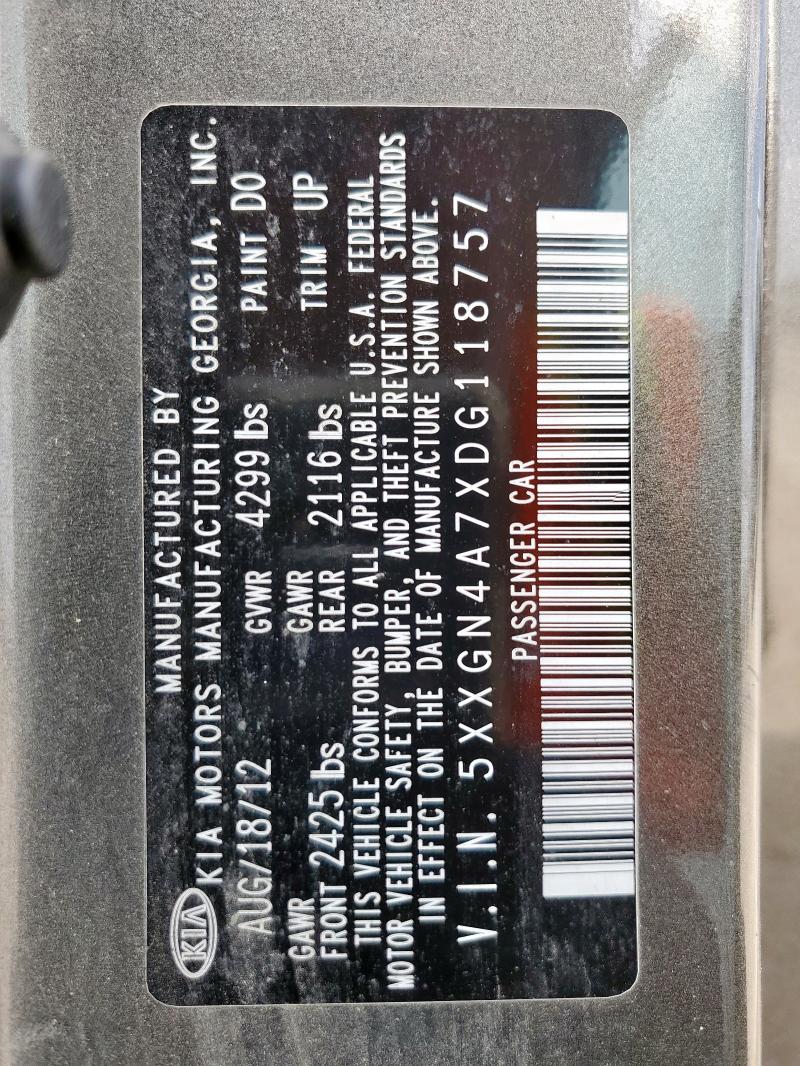 MANUFACTURED BY
KIA KIA MOTORS MANUFACTURING GEORGIA, INC.
AUG/18/12 GVWR 4299 lbs PAINT DO
GAWR GAWR
FRONT 2425 lbs REAR 2116 lbs TRIM UP
THIS VEHICLE CONFORMS TO ALL APPLICABLE U.S.A. FEDERAL
MOTOR VEHICLE SAFETY, BUMPER, AND THEFT PREVENTION STANDARDS
IN EFFECT ON THE DATE OF MANUFACTURE SHOWN ABOVE.
V.I.N. 5XXGN4A7XDG118757
PASSENGER CAR